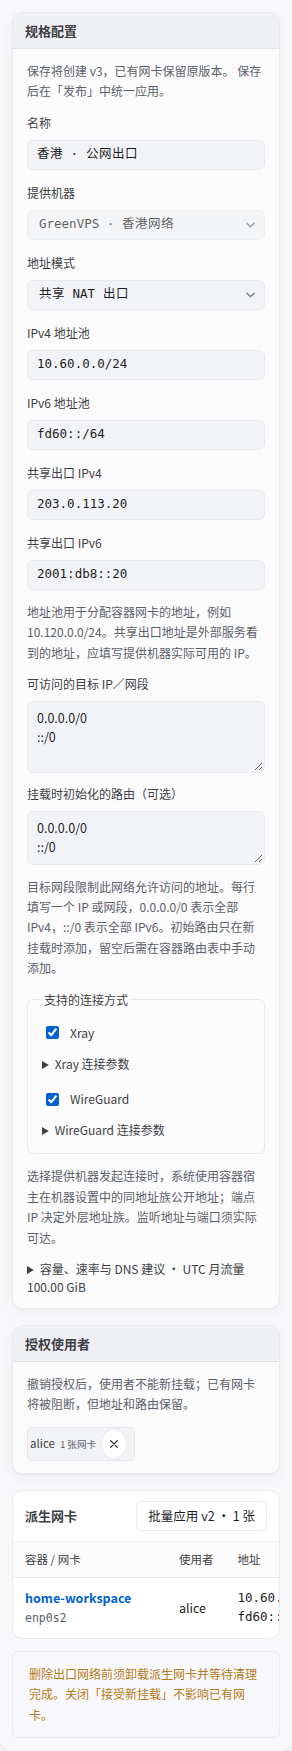 规格配置
保存将创建 v3，已有网卡保留原版本。 保存
后在「发布」中统一应用。
名称
香港 · 公网出口
提供机器
GreenVPS · 香港网络
地址模式
共享 NAT 出口
IPv4 地址池
10.60.0.0/24
IPv6 地址池
fd60::/64
共享出口 IPv4
203.0.113.20
共享出口 IPv6
2001:db8::20
地址池用于分配容器网卡的地址，例如
10.120.0.0/24。共享出口地址是外部服务看
到的地址，应填写提供机器实际可用的 IP。
可访问的目标 IP／网段
0.0.0.0/0
::/0
挂载时初始化的路由（可选）
0.0.0.0/0
::/0
目标网段限制此网络允许访问的地址。每行
填写一个 IP 或网段，0.0.0.0/0 表示全部
IPv4，::/0 表示全部 IPv6。初始路由只在新
挂载时添加，留空后需在容器路由表中手动
添加。
支持的连接方式
Xray
▶ Xray 连接参数
WireGuard
▶ WireGuard 连接参数
选择提供机器发起连接时，系统使用容器宿
主在机器设置中的同地址族公开地址；端点
IP 决定外层地址族。监听地址与端口须实际
可达。
▶ 容量、速率与 DNS 建议 · UTC 月流量
100.00 GiB
授权使用者
撤销授权后，使用者不能新挂载；已有网卡
将被阻断，但地址和路由保留。
alice 1 张网卡 ×
派生网卡
批量应用 v2 · 1 张
容器 / 网卡 使用者 地址
home-workspace alice 10.60.
enp0s2 fd60::
删除出口网络前须卸载派生网卡并等待清理
完成。关闭「接受新挂载」不影响已有网
卡。